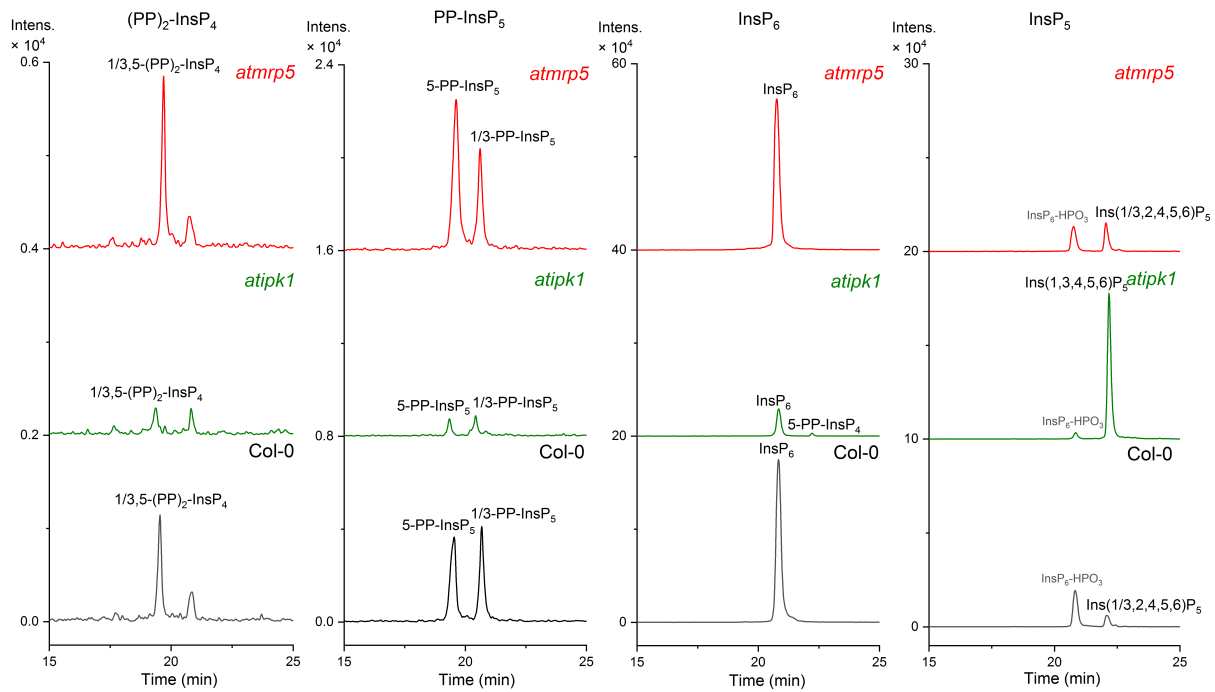 (PP)₂-InsP₄
Intens.
× 10⁴
0.6
0.4
0.2
0.0
1/3,5-(PP)₂-InsP₄
atmrp5
1/3,5-(PP)₂-InsP₄
atipk1
1/3,5-(PP)₂-InsP₄
Col-0
15 20 25
Time (min)
PP-InsP₅
Intens.
× 10⁴
2.4
1.6
0.8
0.0
atmrp5
5-PP-InsP₅
1/3-PP-InsP₅
atipk1
5-PP-InsP₅
1/3-PP-InsP₅
Col-0
5-PP-InsP₅
1/3-PP-InsP₅
15 20 25
Time (min)
InsP₆
Intens.
× 10⁴
60
40
20
0
atmrp5
InsP₆
atipk1
InsP₆
5-PP-InsP₄
Col-0
InsP₆
15 20 25
Time (min)
InsP₅
Intens.
× 10⁴
30
20
10
0
atmrp5
InsP₆-HPO₃
Ins(1/3,2,4,5,6)P₅
atipk1
Ins(1,3,4,5,6)P₅
InsP₆-HPO₃
Col-0
InsP₆-HPO₃
Ins(1/3,2,4,5,6)P₅
15 20 25
Time (min)